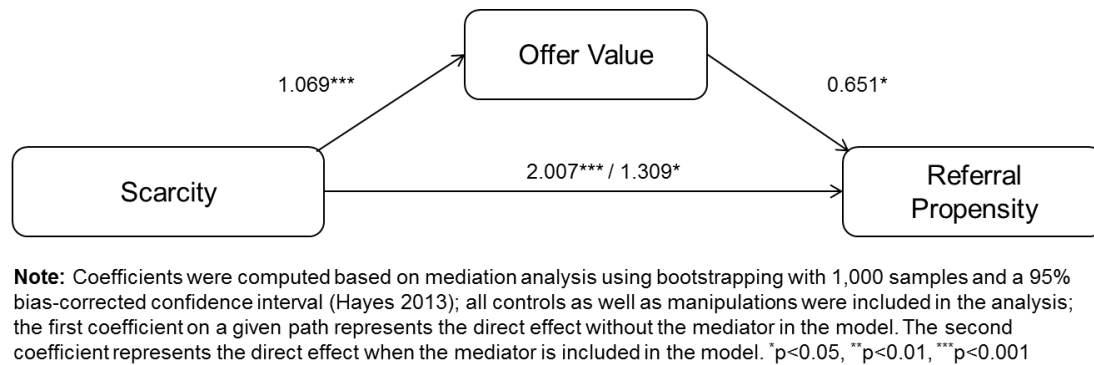 Offer Value
1.069***
0.651*
2.007*** / 1.309*
Scarcity
Referral
Propensity
Note: Coefficients were computed based on mediation analysis using bootstrapping with 1,000 samples and a 95%
bias-corrected confidence interval (Hayes 2013); all controls as well as manipulations were included in the analysis;
the first coefficient on a given path represents the direct effect without the mediator in the model. The second
coefficient represents the direct effect when the mediator is included in the model. *p<0.05, **p<0.01, ***p<0.001